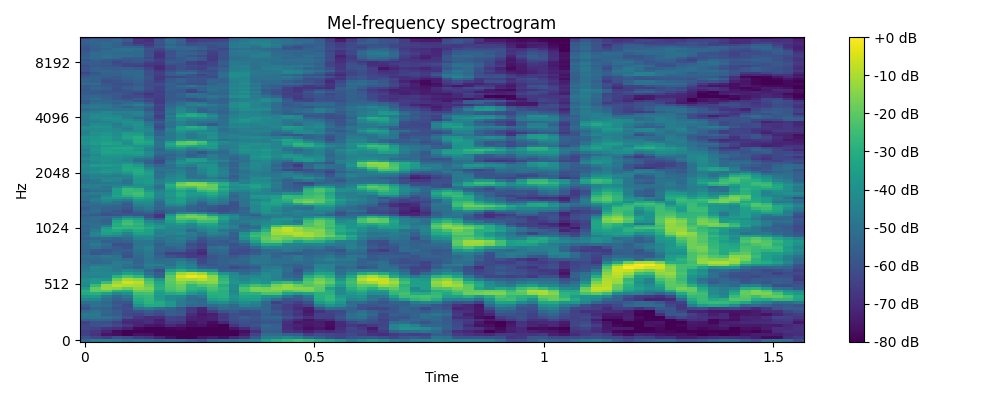 Mel-frequency spectrogram
8192
4096
2048
1024
512
0
Hz
0
0.5
1
1.5
Time
+0 dB
-10 dB
-20 dB
-30 dB
-40 dB
-50 dB
-60 dB
-70 dB
-80 dB